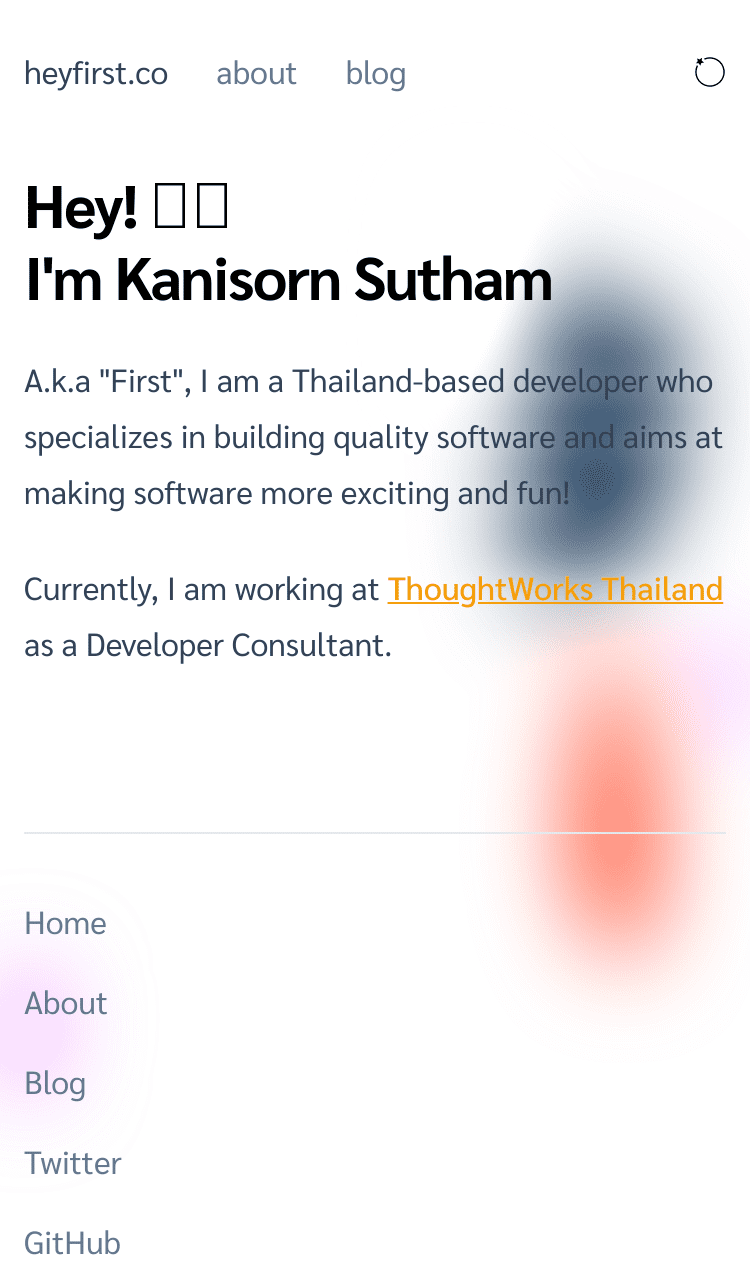 heyfirst.co about blog
Hey!
I'm Kanisorn Sutham
A.k.a "First", I am a Thailand-based developer who
specializes in building quality software and aims at
making software more exciting and fun!
Currently, I am working at ThoughtWorks Thailand
as a Developer Consultant.
Home
About
Blog
Twitter
GitHub